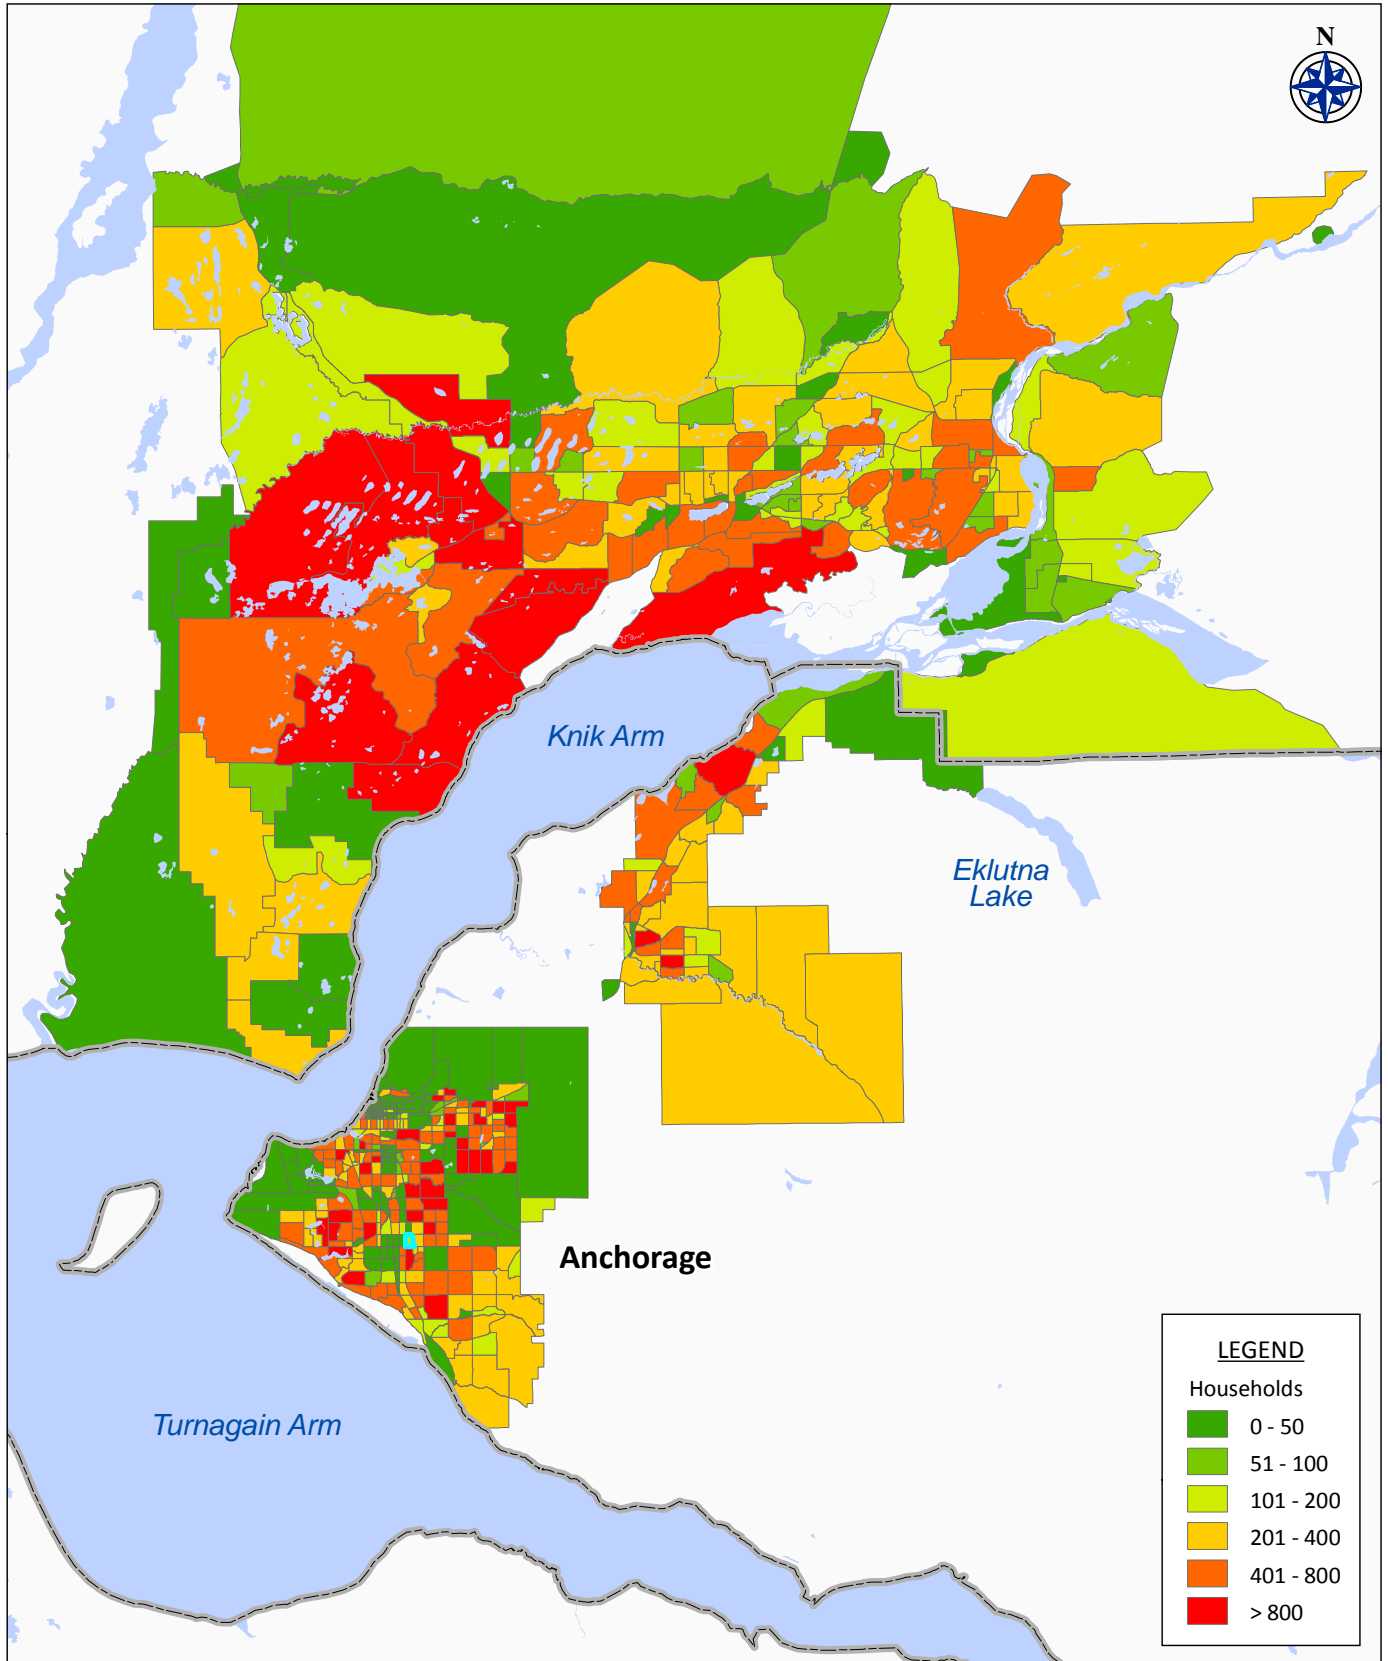 N
Knik Arm
Eklutna
Lake
Anchorage
Turnagain Arm
LEGEND
Households
0 - 50
51 - 100
101 - 200
201 - 400
401 - 800
> 800